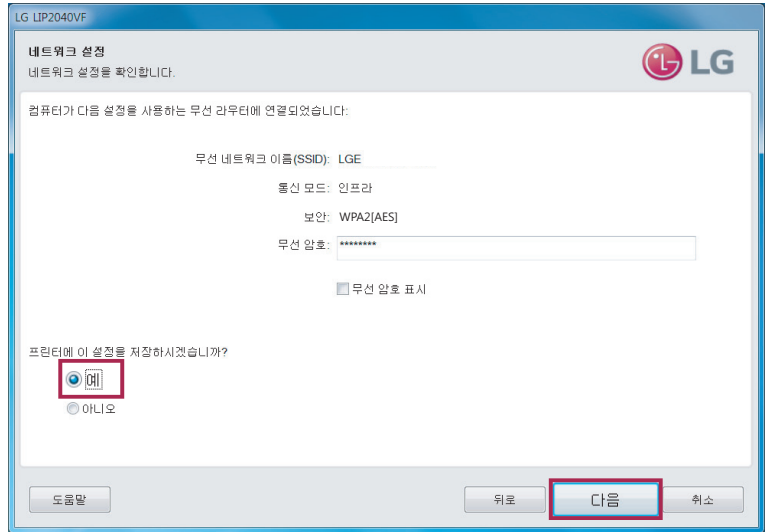 LG LIP2040VF
네트워크 설정
네트워크 설정을 확인합니다.
LG
컴퓨터가 다음 설정을 사용하는 무선 라우터에 연결되었습니다:
무선 네트워크 이름(SSID): LGE
통신 모드: 인프라
보안: WPA2[AES]
무선 암호: ********
무선 암호 표시
프린터에 이 설정을 저장하시겠습니까?
예
아니오
도움말 뒤로 다음 취소